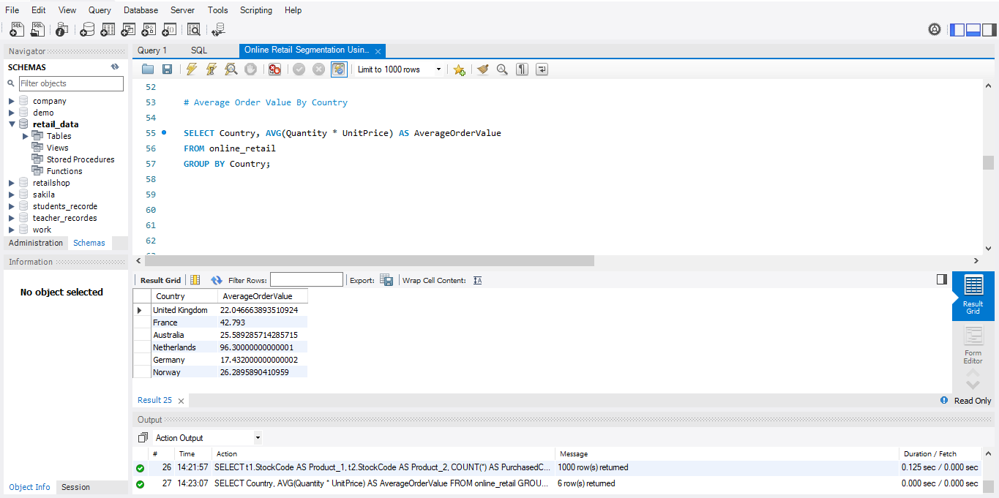 File Edit View Query Database Server Tools Scripting Help
Navigator
SCHEMAS
Filter objects
company
demo
retail_data
Tables
Views
Stored Procedures
Functions
retailshop
sakila
students_recorde
teacher_recordes
work
Administration Schemas
Information
No object selected
Object Info Session
Query 1 SQL Online Retail Segmentation Usin...
Limit to 1000 rows
52
53 # Average Order Value By Country
54
55 SELECT Country, AVG(Quantity * UnitPrice) AS AverageOrderValue
56 FROM online_retail
57 GROUP BY Country;
58
59
60
61
62
Result Grid Filter Rows: Export: Wrap Cell Content:
Country AverageOrderValue
United Kingdom 22.046663893510924
France 42.793
Australia 25.589285714285715
Netherlands 96.30000000000001
Germany 17.432000000000002
Norway 26.2895890410959
Result Grid
Form Editor
Result 25 Read Only
Output
Action Output
# Time Action Message Duration / Fetch
26 14:21:57 SELECT t1.StockCode AS Product_1, t2.StockCode AS Product_2, COUNT(*) AS PurchasedC... 1000 row(s) returned 0.125 sec / 0.000 sec
27 14:23:07 SELECT Country, AVG(Quantity * UnitPrice) AS AverageOrderValue FROM online_retail GROU... 6 row(s) returned 0.000 sec / 0.000 sec